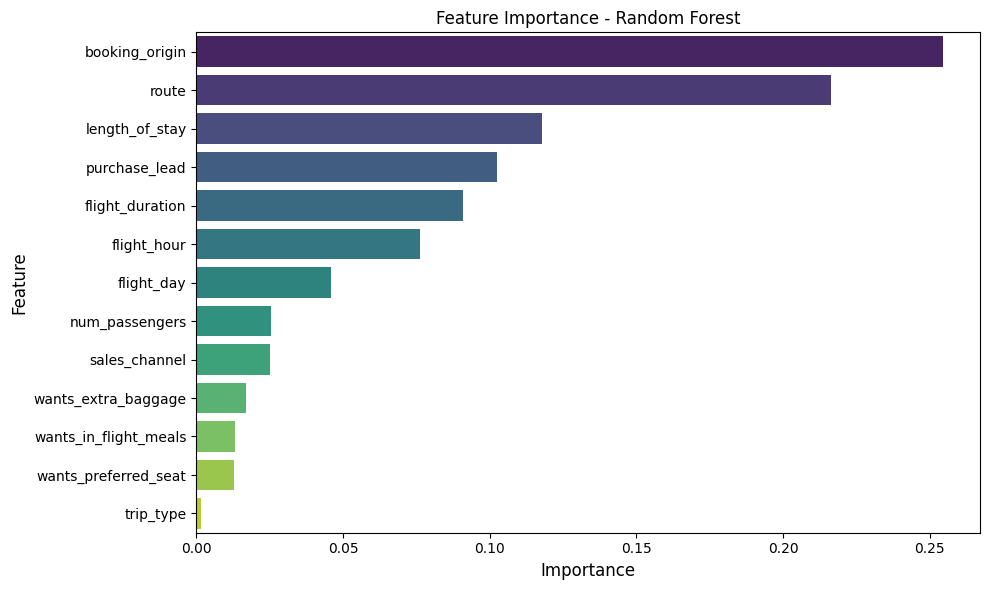 Feature Importance - Random Forest
booking_origin
route
length_of_stay
purchase_lead
flight_duration
flight_hour
flight_day
num_passengers
sales_channel
wants_extra_baggage
wants_in_flight_meals
wants_preferred_seat
trip_type
Feature
0.00 0.05 0.10 0.15 0.20 0.25
Importance